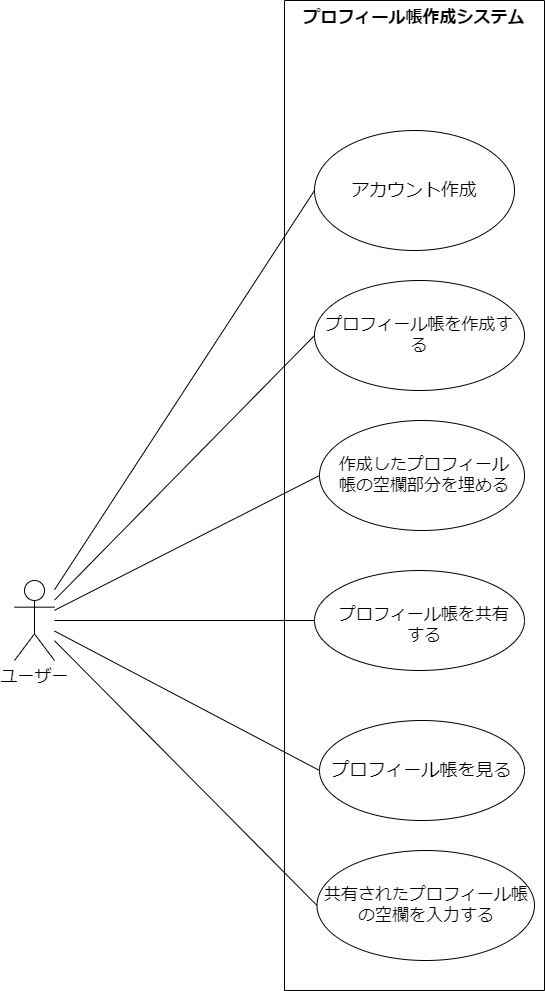 プロフィール帳作成システム
アカウント作成
プロフィール帳を作成す
る
作成したプロフィール
帳の空欄部分を埋める
プロフィール帳を共有
する
ユーザー
プロフィール帳を見る
共有されたプロフィール帳
の空欄を入力する